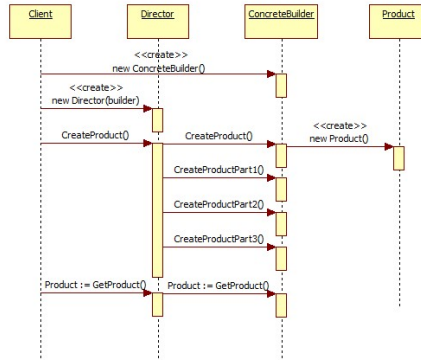 Client
Director
ConcreteBuilder
Product
<<create>>
new ConcreteBuilder()
<<create>>
new Director(builder)
CreateProduct()
CreateProduct()
<<create>>
new Product()
CreateProductPart1()
CreateProductPart2()
CreateProductPart3()
Product := GetProduct()
Product := GetProduct()